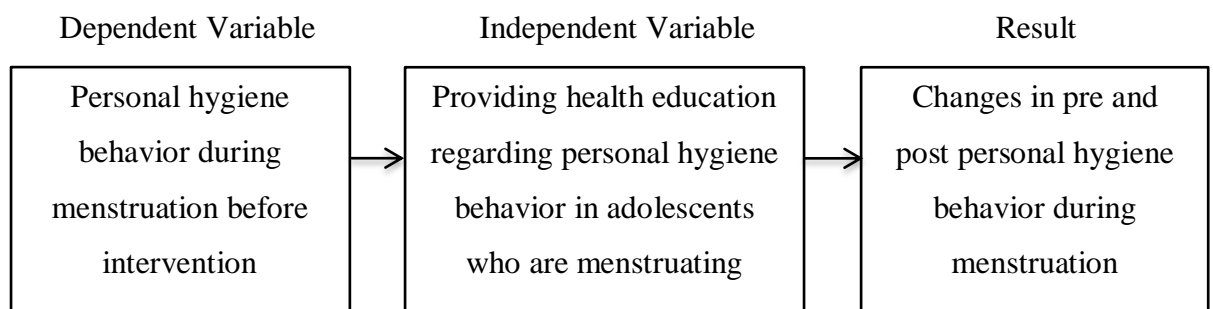 Dependent Variable
Independent Variable
Result
Personal hygiene
behavior during
menstruation before
intervention
Providing health education
regarding personal hygiene
behavior in adolescents
who are menstruating
Changes in pre and
post personal hygiene
behavior during
menstruation